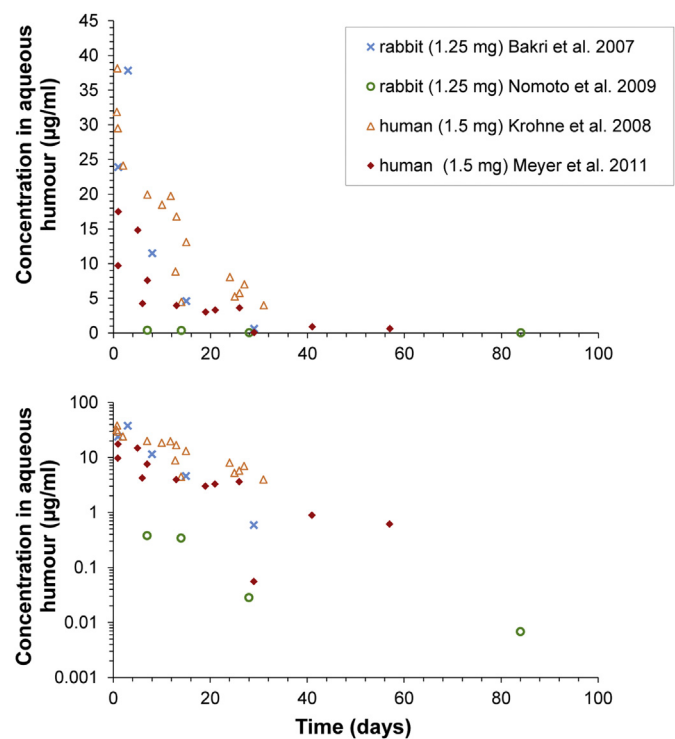 Concentration in aqueous
humour (µg/ml)
45
40
35
30
25
20
15
10
5
0
0 20 40 60 80 100
rabbit (1.25 mg) Bakri et al. 2007
rabbit (1.25 mg) Nomoto et al. 2009
human (1.5 mg) Krohne et al. 2008
human (1.5 mg) Meyer et al. 2011
Concentration in aqueous
humour (µg/ml)
100
10
1
0.1
0.01
0.001
0 20 40 60 80 100
Time (days)